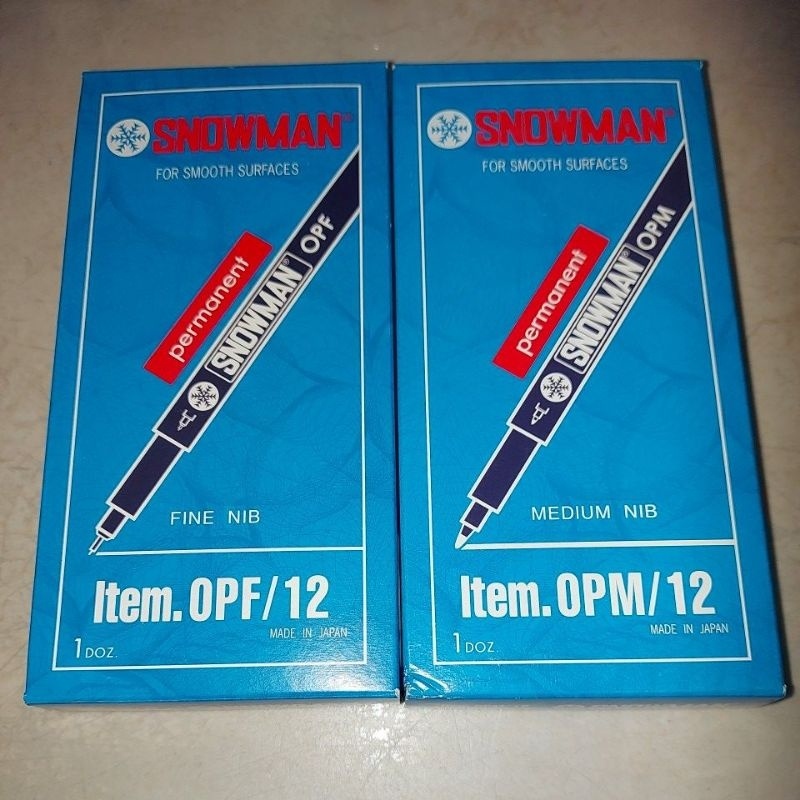 SNOWMAN®
FOR SMOOTH SURFACES
permanent
SNOWMAN® OPF
FINE NIB
Item. OPF/12
MADE IN JAPAN
1 DOZ.
SNOWMAN®
FOR SMOOTH SURFACES
permanent
SNOWMAN® OPM
MEDIUM NIB
Item. OPM/12
MADE IN JAPAN
1 DOZ.